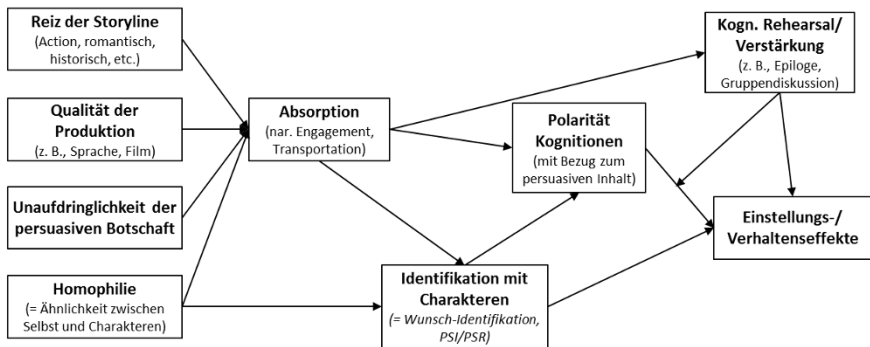 Reiz der Storyline
(Action, romantisch,
historisch, etc.)
Qualität der
Produktion
(z. B., Sprache, Film)
Unaufdringlichkeit der
persuasiven Botschaft
Homophilie
(= Ähnlichkeit zwischen
Selbst und Charakteren)
Absorption
(nar. Engagement,
Transportation)
Identifikation mit
Charakteren
(= Wunsch-Identifikation,
PSI/PSR)
Polarität
Kognitionen
(mit Bezug zum
persuasiven Inhalt)
Kogn. Rehearsal/
Verstärkung
(z. B., Epiloge,
Gruppendiskussion)
Einstellungs-/
Verhaltenseffekte